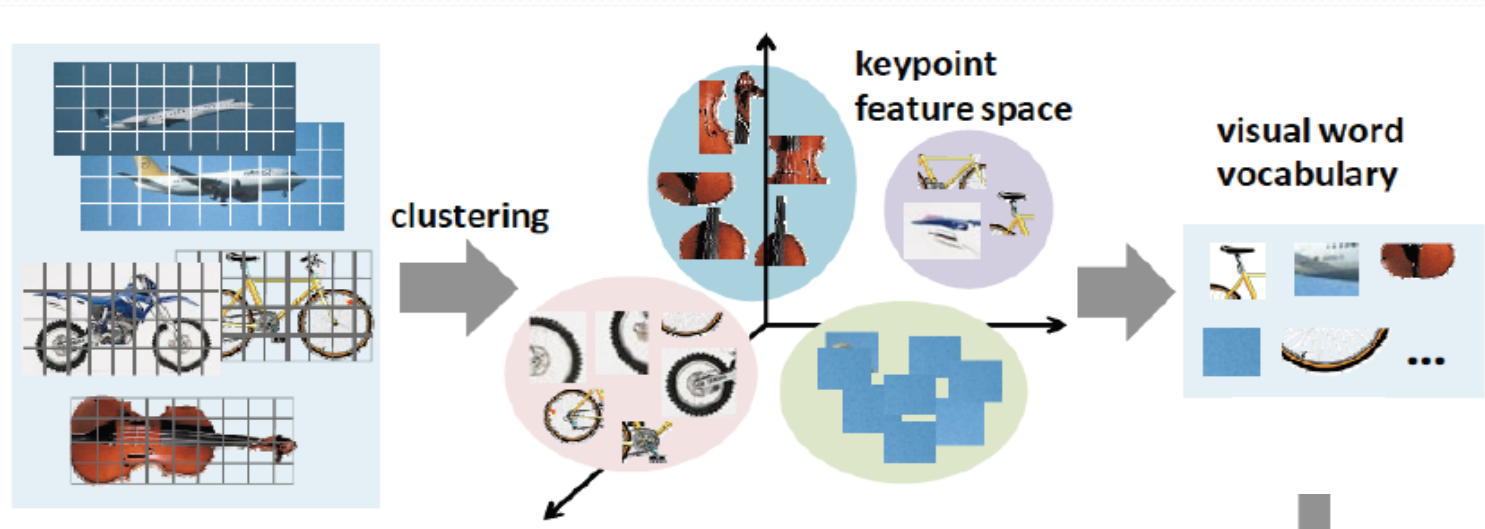 clustering
keypoint
feature space
visual word
vocabulary
...